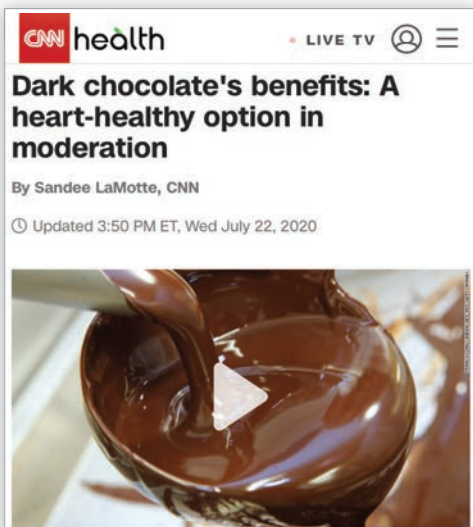 CNN health LIVE TV
Dark chocolate's benefits: A
heart-healthy option in
moderation
By Sandee LaMotte, CNN
Updated 3:50 PM ET, Wed July 22, 2020